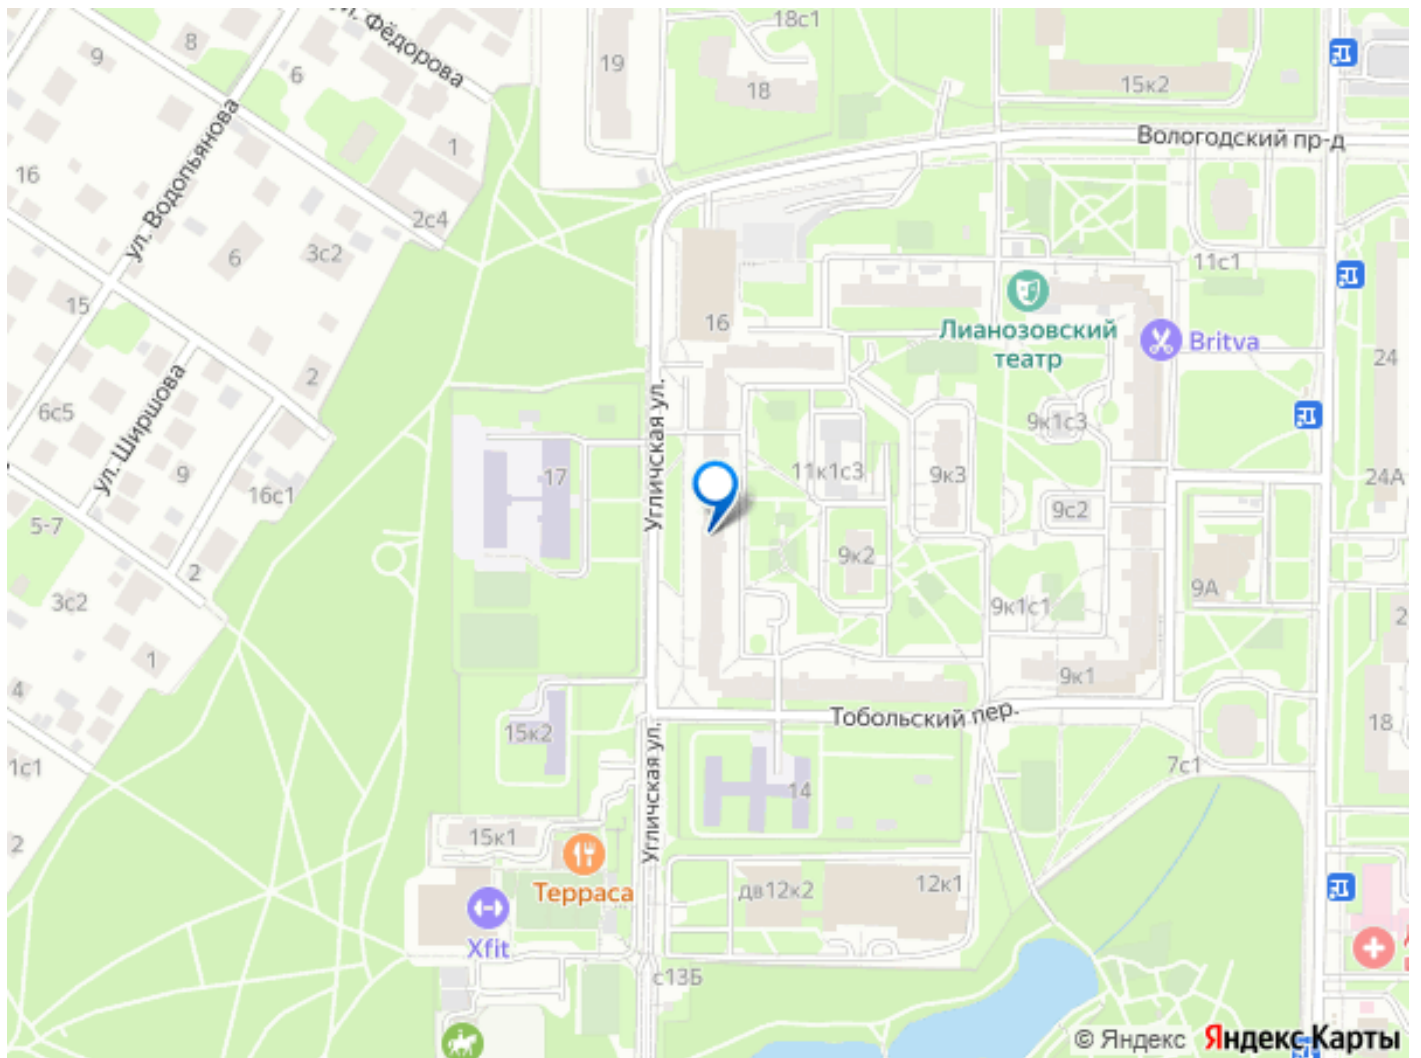 18с1
ул. Фёдорова
8
9
6
19
18
15к2
ул. Водопьянова
1
Вологодский пр-д
16
2с4
6
3с2
11с1
15
16
Лианозовский
театр
Britva
24
2
6с5
ул. Ширшова
Угличская ул.
9к1с3
9
17
11к1с3
9к3
24А
16с1
5-7
9с2
9к2
2
9А
3с2
9к1с1
2
1
9к1
4
Тобольский пер.
18
15к2
Угличская ул.
7с1
1с1
14
15к1
2
Терраса
дв12к2
12к1
Xfit
с13Б
© Яндекс Яндекс Карты